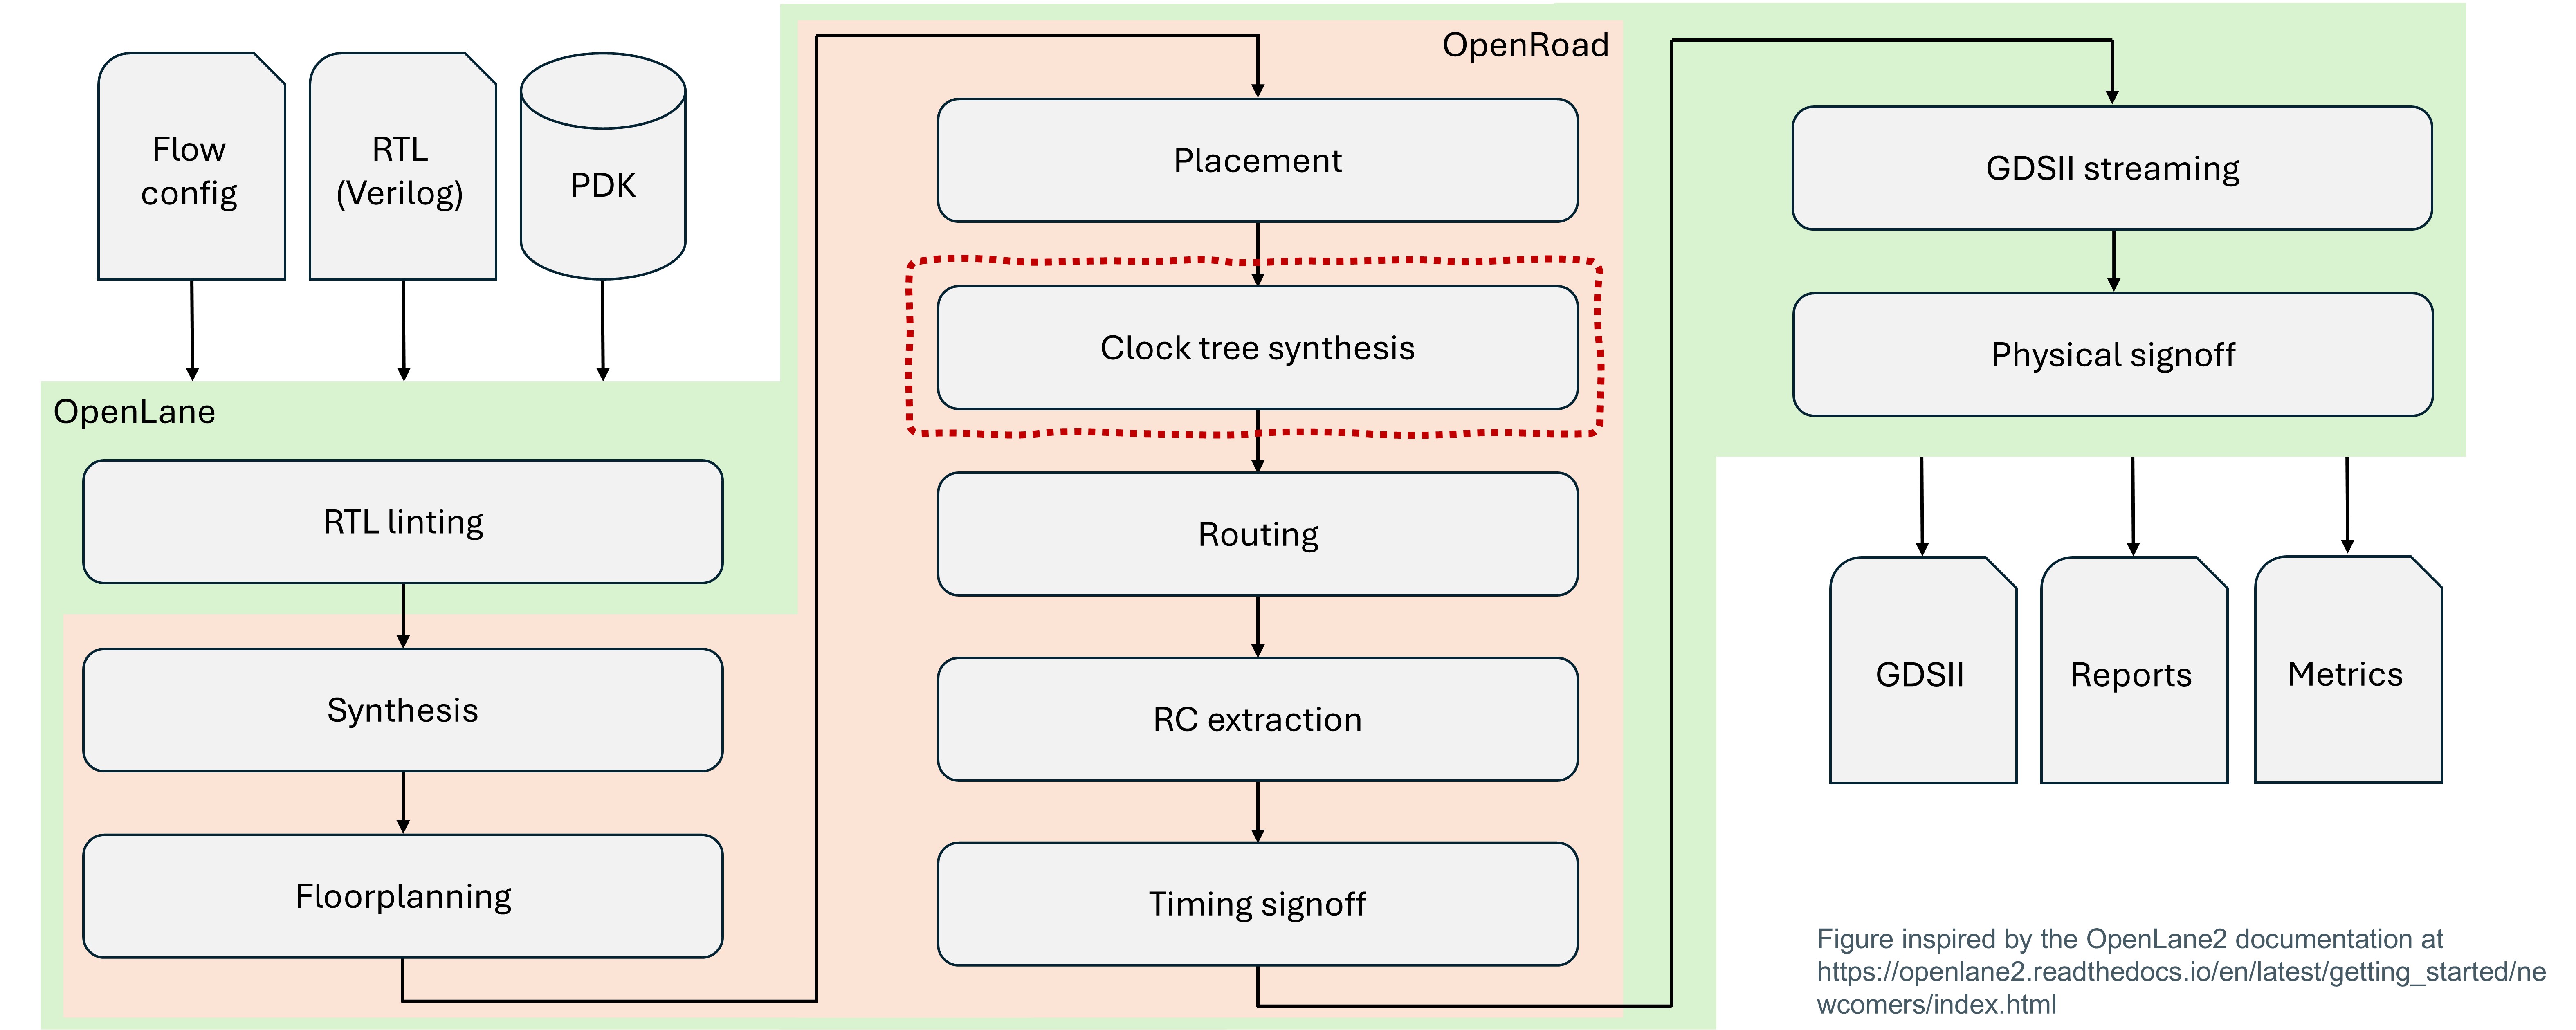 Flow
config
RTL
(Verilog)
PDK
OpenLane
RTL linting
Synthesis
Floorplanning
OpenRoad
Placement
Clock tree synthesis
Routing
RC extraction
Timing signoff
GDSII streaming
Physical signoff
GDSII
Reports
Metrics
Figure inspired by the OpenLane2 documentation at
https://openlane2.readthedocs.io/en/latest/getting_started/ne
wcomers/index.html